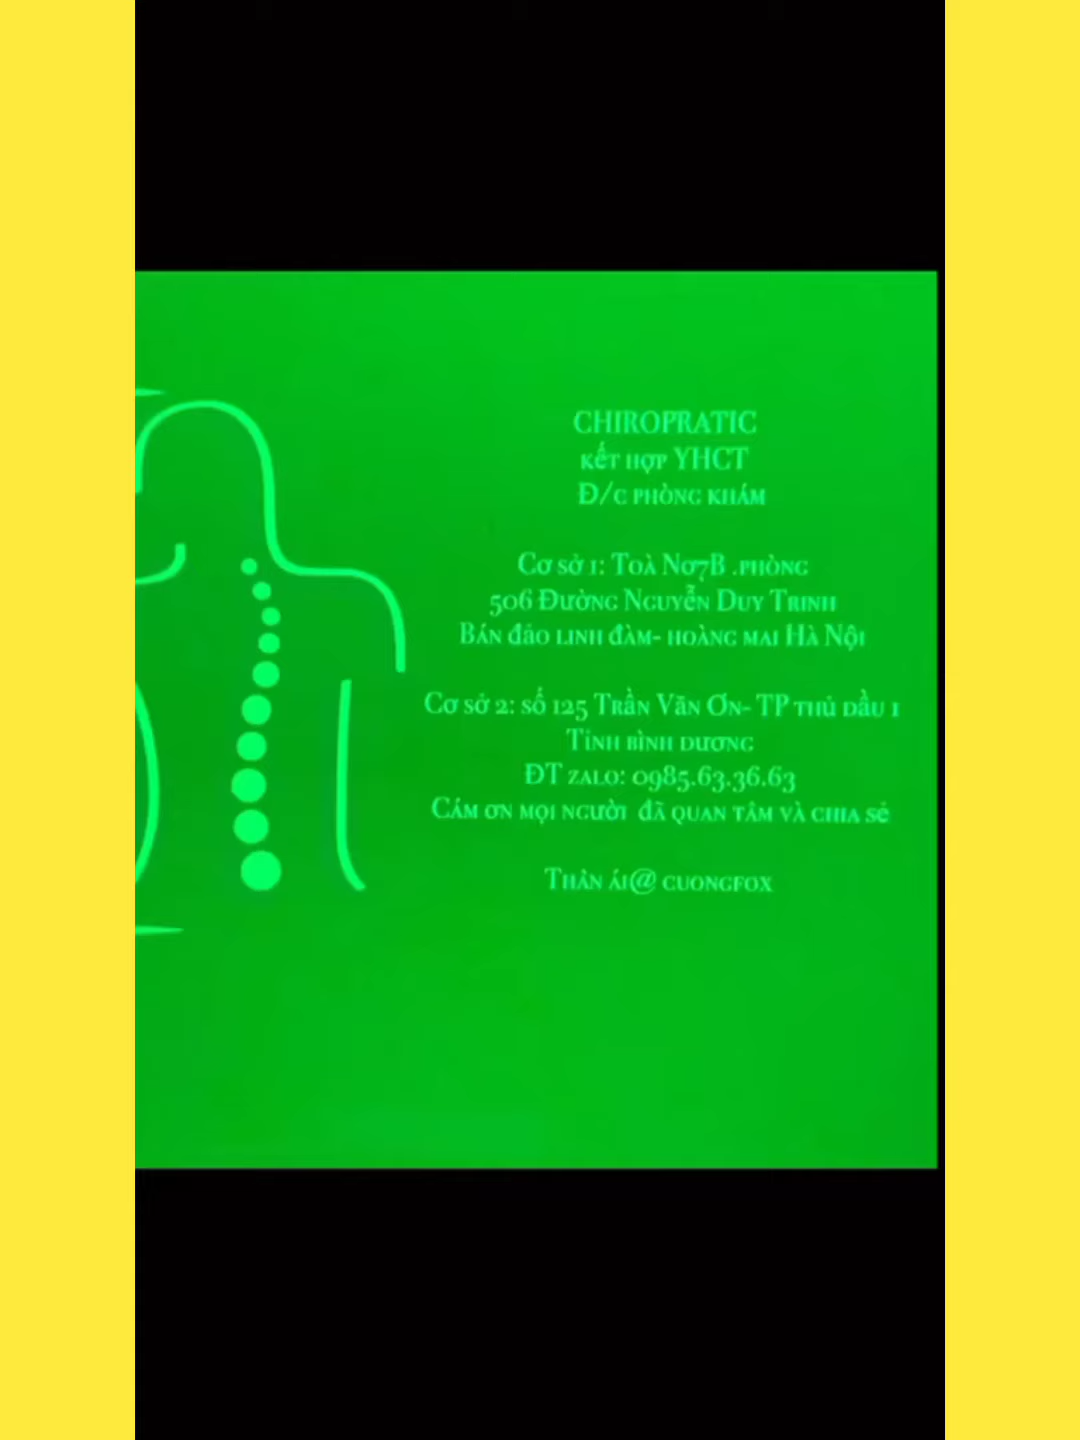 CHIROPRATIC
kết hợp YHCT
Đ/c phòng khám
Cơ sở 1: Toà No7B .phòng
506 Đường Nguyễn Duy Trinh
Bán đảo linh đàm- hoàng mai Hà Nội
Cơ sở 2: số 125 Trần Văn Ơn- TP thủ dầu 1
Tỉnh bình dương
ĐT zalo: 0985.63.36.63
Cám ơn mọi người đã quan tâm và chia sẻ
Thân ái@ cuongfox